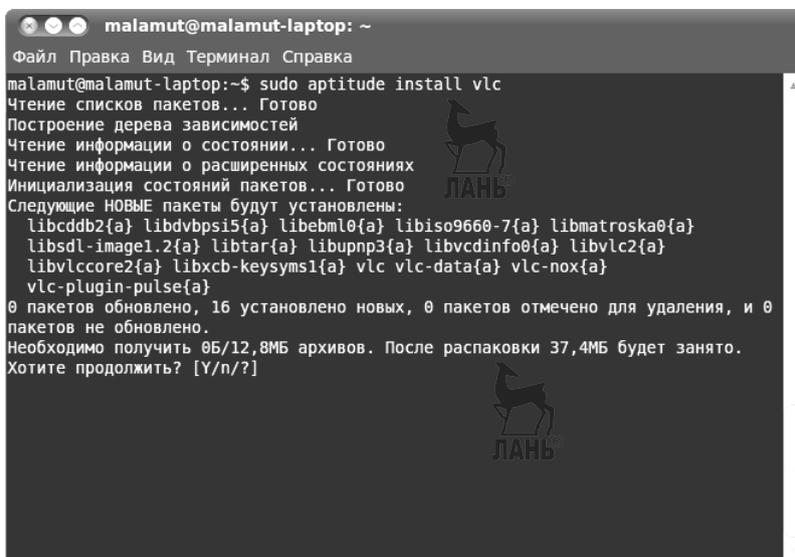 malamut@malamut-laptop: ~
Файл Правка Вид Терминал Справка
malamut@malamut-laptop:~$ sudo aptitude install vlc
Чтение списков пакетов... Готово
Построение дерева зависимостей
Чтение информации о состоянии... Готово
Чтение информации о расширенных состояниях
Инициализация состояний пакетов... Готово
Следующие НОВЫЕ пакеты будут установлены:
libcddb2{a} libdvbpsi5{a} libebml0{a} libiso9660-7{a} libmatroska0{a}
libsdl-image1.2{a} libtar{a} libupnp3{a} libvcdinfo0{a} libvlc2{a}
libvlccore2{a} libxcb-keysyms1{a} vlc vlc-data{a} vlc-nox{a}
vlc-plugin-pulse{a}
0 пакетов обновлено, 16 установлено новых, 0 пакетов отмечено для удаления, и 0
пакетов не обновлено.
Необходимо получить 0Б/12,8МБ архивов. После распаковки 37,4МБ будет занято.
Хотите продолжить? [Y/n/?]
ЛАНЬ®
ЛАНЬ®